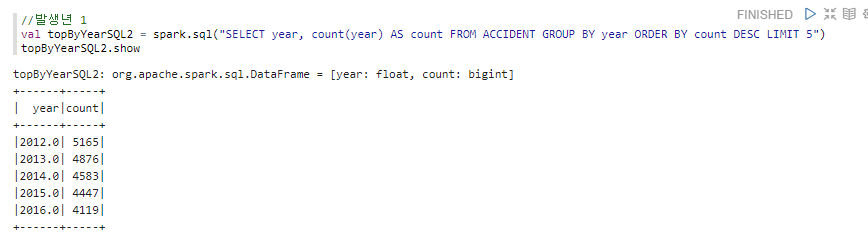 //발생년 1
FINISHED
val topByYearSQL2 = spark.sql("SELECT year, count(year) AS count FROM ACCIDENT GROUP BY year ORDER BY count DESC LIMIT 5")
topByYearSQL2.show
topByYearSQL2: org.apache.spark.sql.DataFrame = [year: float, count: bigint]
+------+-----+
|  year|count|
+------+-----+
|2012.0| 5165|
|2013.0| 4876|
|2014.0| 4583|
|2015.0| 4447|
|2016.0| 4119|
+------+-----+